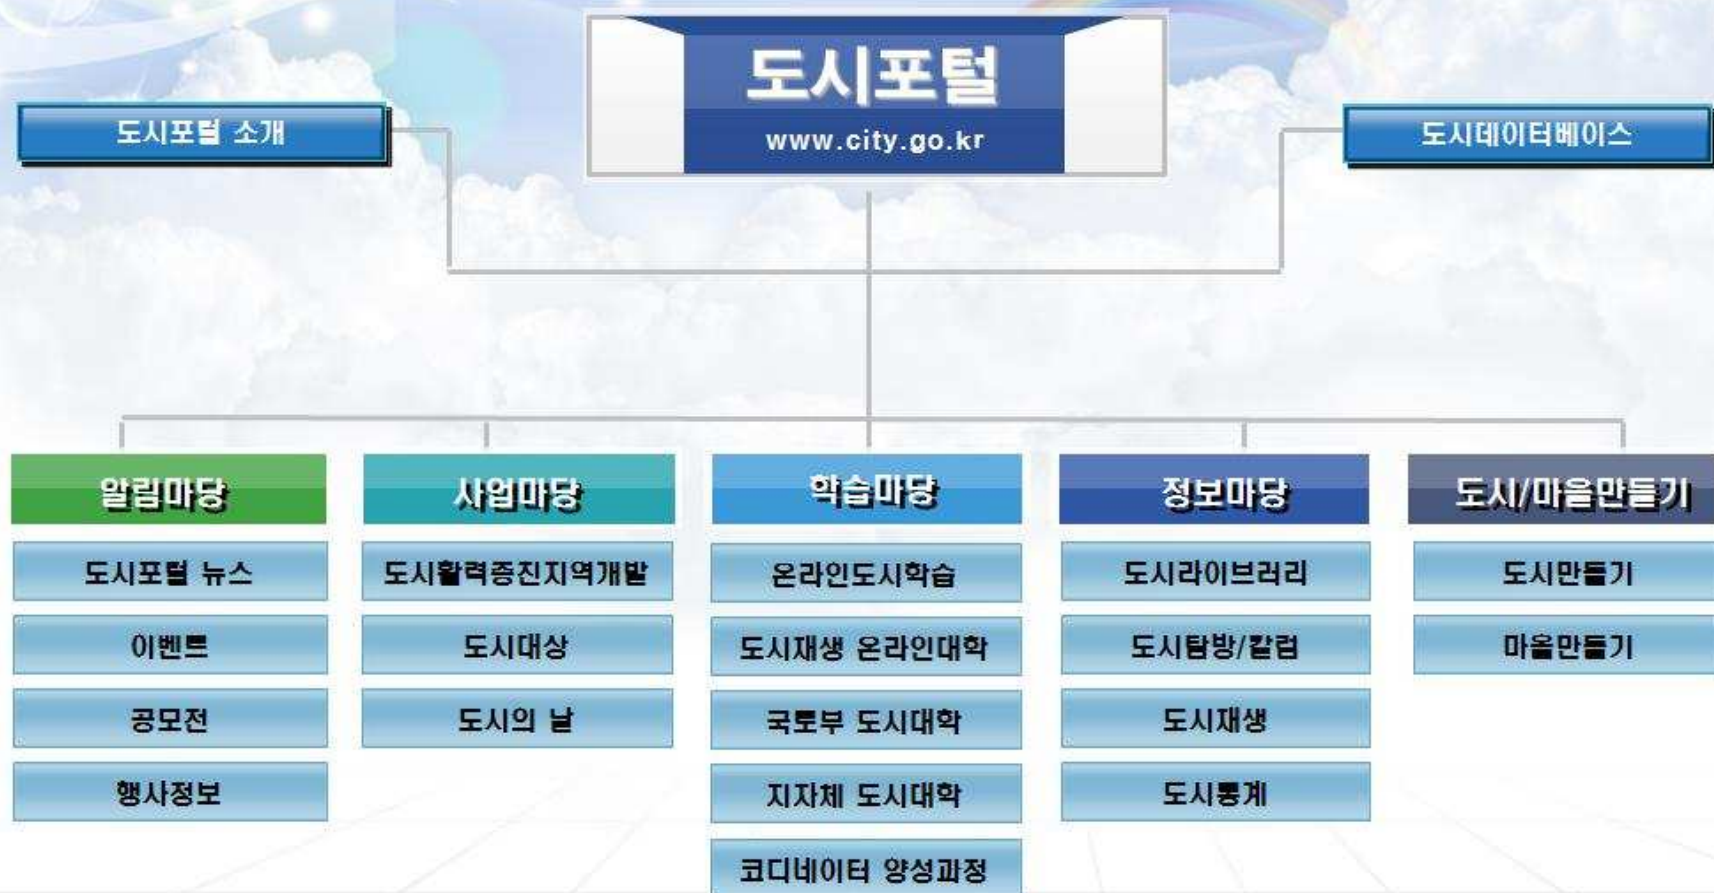 도시포털
www.city.go.kr
도시포털 소개
도시데이터베이스
알림마당
도시포털 뉴스
이벤트
공모전
행사정보
사업마당
도시활력증진지역개발
도시대상
도시의 날
학습마당
온라인도시학습
도시재생 온라인대학
국토부 도시대학
지자체 도시대학
코디네이터 양성과정
정보마당
도시라이브러리
도시탐방/칼럼
도시재생
도시통계
도시/마을만들기
도시만들기
마을만들기